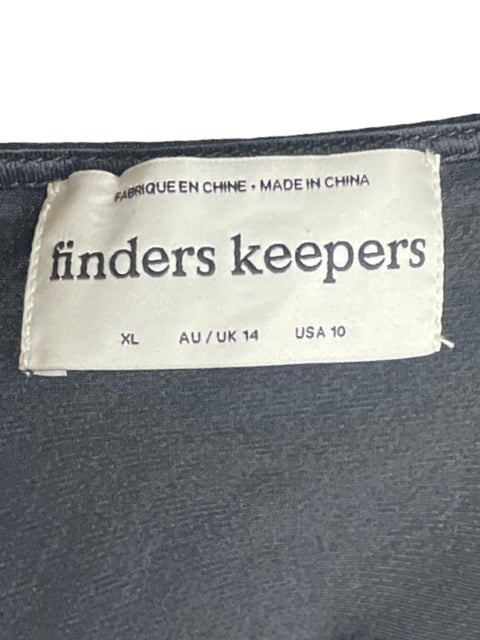 FABRIQUE EN CHINE • MADE IN CHINA
finders keepers
XL AU / UK 14 USA 10